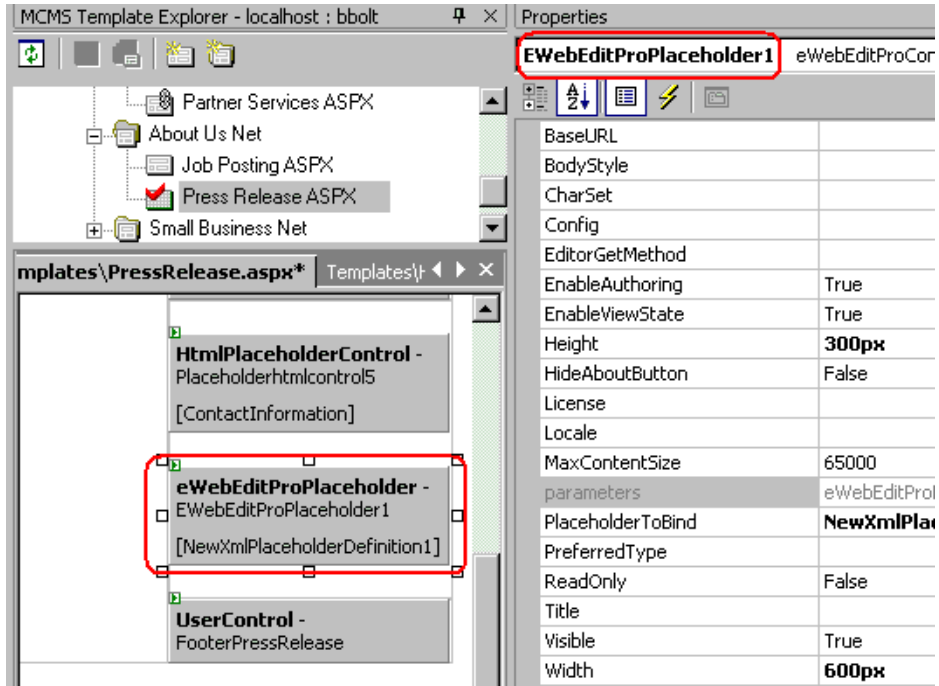 MCMS Template Explorer - localhost : bbolt
Partner Services ASPX
About Us Net
Job Posting ASPX
Press Release ASPX
Small Business Net
mplates\PressRelease.aspx*
Templates\
HtmlPlaceholderControl -
Placeholderhtmlcontrol5
[ContactInformation]
eWebEditProPlaceholder -
EWebEditProPlaceholder1
[NewXmlPlaceholderDefinition1]
UserControl -
FooterPressRelease
Properties
EWebEditProPlaceholder1 eWebEditProCon
BaseURL
BodyStyle
CharSet
Config
EditorGetMethod
EnableAuthoring True
EnableViewState True
Height 300px
HideAboutButton False
License
Locale
MaxContentSize 65000
parameters eWebEditProl
PlaceholderToBind NewXmlPlac
PreferredType
ReadOnly False
Title
Visible True
Width 600px